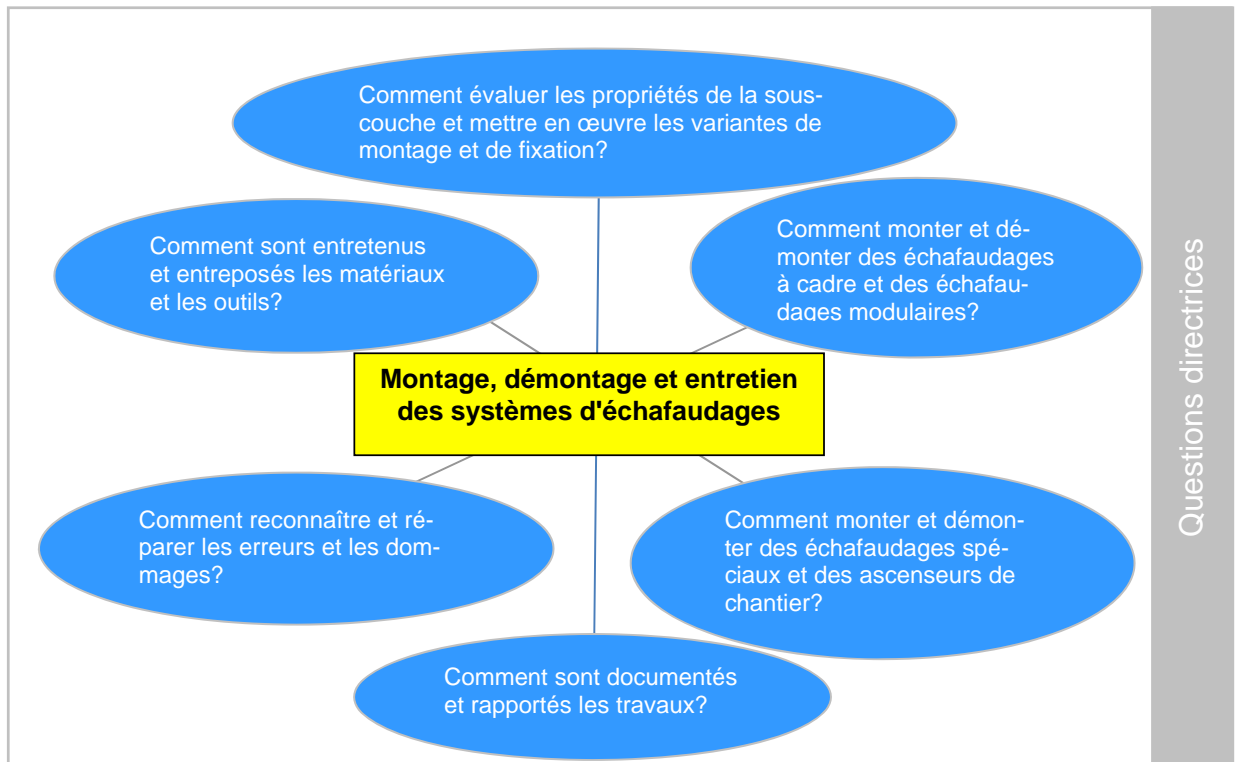 Comment évaluer les propriétés de la sous-
couche et mettre en œuvre les variantes de
montage et de fixation?
Comment sont entretenus
et entreposés les matériaux
et les outils?
Comment monter et dé-
monter des échafaudages
à cadre et des échafau-
dages modulaires?
Montage, démontage et entretien
des systèmes d'échafaudages
Comment reconnaître et ré-
parer les erreurs et les dom-
mages?
Comment monter et démon-
ter des échafaudages spé-
ciaux et des ascenseurs de
chantier?
Comment sont documentés
et rapportés les travaux?
Questions directrices